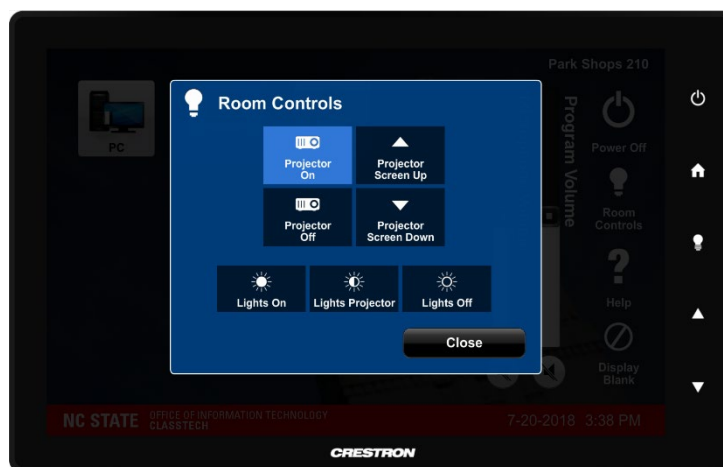 Park Shops 210
Room Controls
PC
Projector
On
Projector
Screen Up
Projector
Off
Projector
Screen Down
Lights On
Lights Projector
Lights Off
Close
Program Volume
Power Off
Room
Controls
Help
Display
Blank
NC STATE
OFFICE OF INFORMATION TECHNOLOGY
CLASSTECH
7-20-2018 3:38 PM
CRESTRON